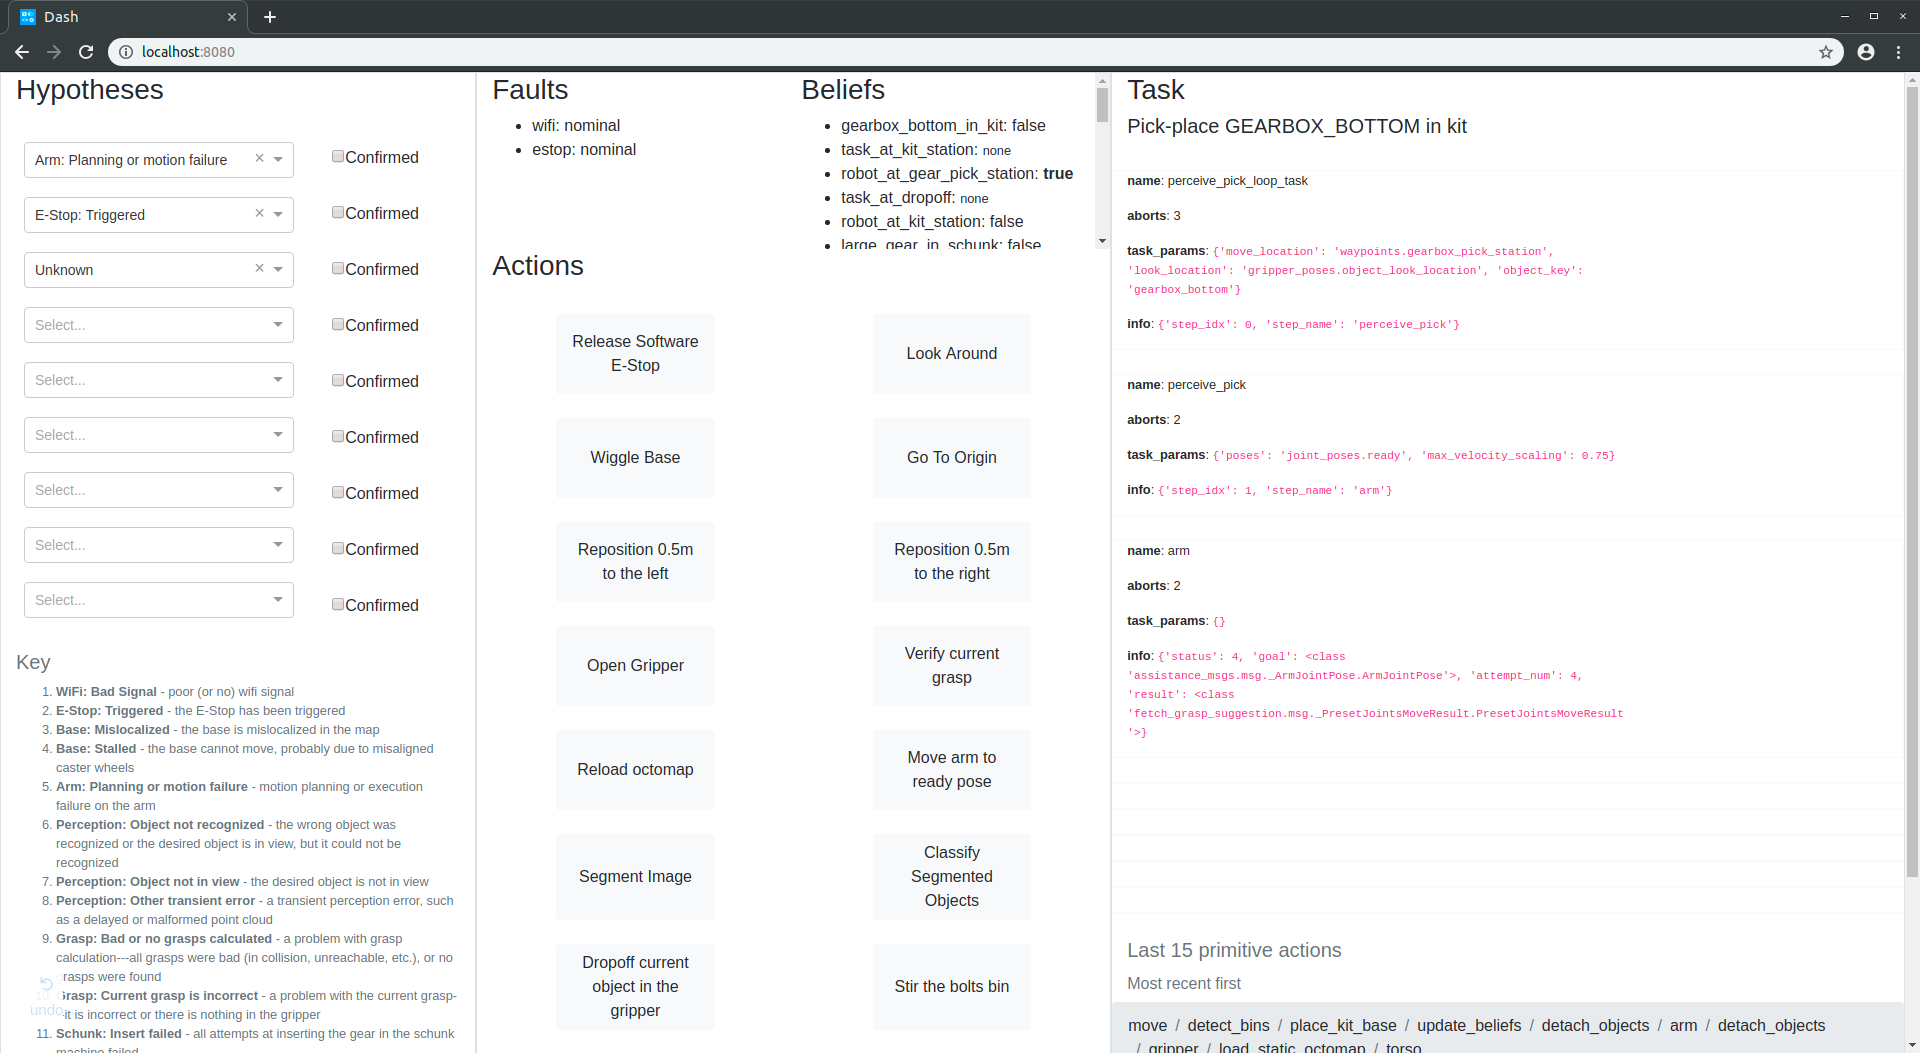 Dash
localhost:8080
Hypotheses
Arm: Planning or motion failure × Confirmed
E-Stop: Triggered × Confirmed
Unknown × Confirmed
Select... Confirmed
Select... Confirmed
Select... Confirmed
Select... Confirmed
Select... Confirmed
Select... Confirmed
Key
1. WiFi: Bad Signal - poor (or no) wifi signal
2. E-Stop: Triggered - the E-Stop has been triggered
3. Base: Mislocalized - the base is mislocalized in the map
4. Base: Stalled - the base cannot move, probably due to misaligned
caster wheels
5. Arm: Planning or motion failure - motion planning or execution
failure on the arm
6. Perception: Object not recognized - the wrong object was
recognized or the desired object is in view, but it could not be
recognized
7. Perception: Object not in view - the desired object is not in view
8. Perception: Other transient error - a transient perception error, such
as a delayed or malformed point cloud
9. Grasp: Bad or no grasps calculated - a problem with grasp
calculation---all grasps were bad (in collision, unreachable, etc.), or no
grasps were found
10. Grasp: Current grasp is incorrect - a problem with the current grasp-
-it is incorrect or there is nothing in the gripper
11. Schunk: Insert failed - all attempts at inserting the gear in the schunk
machine failed
undo
Faults
wifi: nominal
estop: nominal
Beliefs
gearbox_bottom_in_kit: false
task_at_kit_station: none
robot_at_gear_pick_station: true
task_at_dropoff: none
robot_at_kit_station: false
large_gear_in_schunk: false
Actions
Release Software
E-Stop
Look Around
Wiggle Base
Go To Origin
Reposition 0.5m
to the left
Reposition 0.5m
to the right
Open Gripper
Verify current
grasp
Reload octomap
Move arm to
ready pose
Segment Image
Classify
Segmented
Objects
Dropoff current
object in the
gripper
Stir the bolts bin
Task
Pick-place GEARBOX_BOTTOM in kit
name: perceive_pick_loop_task
aborts: 3
task_params: {'move_location': 'waypoints.gearbox_pick_station',
'look_location': 'gripper_poses.object_look_location', 'object_key':
'gearbox_bottom'}
info: {'step_idx': 0, 'step_name': 'perceive_pick'}
name: perceive_pick
aborts: 2
task_params: {'poses': 'joint_poses.ready', 'max_velocity_scaling': 0.75}
info: {'step_idx': 1, 'step_name': 'arm'}
name: arm
aborts: 2
task_params: {}
info: {'status': 4, 'goal': <class
'assistance_msgs.msg._ArmJointPose.ArmJointPose'>, 'attempt_num': 4,
'result': <class
'fetch_grasp_suggestion.msg._PresetJointsMoveResult.PresetJointsMoveResult
'>}
Last 15 primitive actions
Most recent first
move / detect_bins / place_kit_base / update_beliefs / detach_objects / arm / detach_objects
/ gripper / load_static_octomap / torso